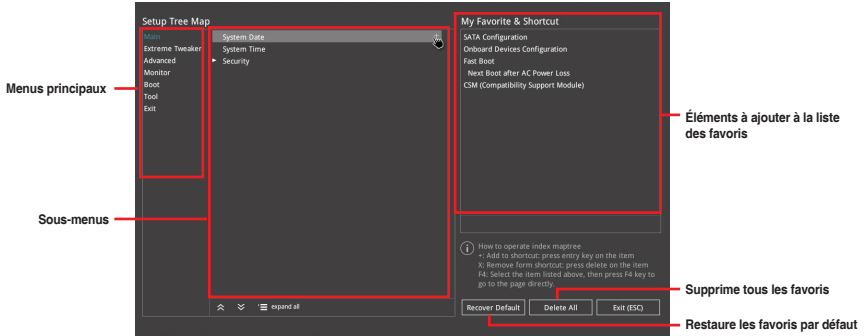 Setup Tree Map
Main
Extreme Tweaker
Advanced
Monitor
Boot
Tool
Exit
System Date
System Time
Security
expand all
My Favorite & Shortcut
SATA Configuration
Onboard Devices Configuration
Fast Boot
Next Boot after AC Power Loss
CSM (Compatibility Support Module)
How to operate index maptree
+: Add to shortcut: press entry key on the item
X: Remove form shortcut: press delete on the item
F4: Select the item listed above, then press F4 key to
go to the page directly.
Recover Default
Delete All
Exit (ESC)
Menus principaux
Sous-menus
Éléments à ajouter à la liste
des favoris
Supprime tous les favoris
Restaure les favoris par défaut